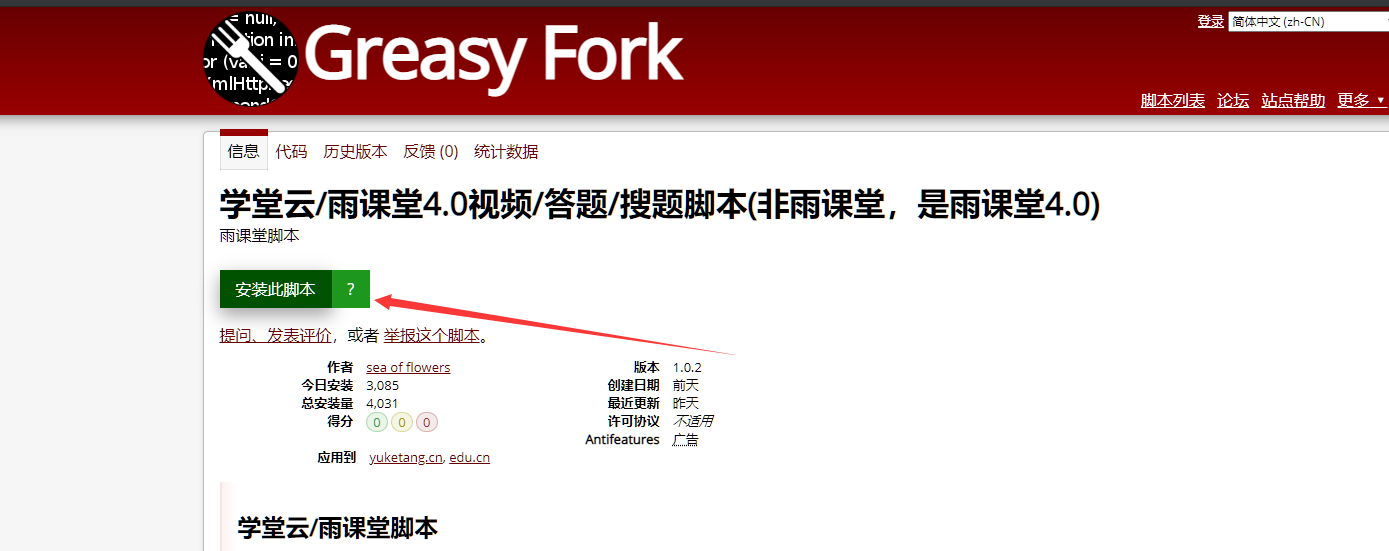 登录 简体中文 (zh-CN)
= null,
nction in
or (va i = 0
XmlHttp
Greasy Fork
脚本列表 论坛 站点帮助 更多 ▼
信息 代码 历史版本 反馈 (0) 统计数据
学堂云/雨课堂4.0视频/答题/搜题脚本(非雨课堂，是雨课堂4.0)
雨课堂脚本
安装此脚本 ?
提问、发表评价，或者 举报这个脚本。
作者 sea of flowers 版本 1.0.2
今日安装 3,085 创建日期 前天
总安装量 4,031 最近更新 昨天
得分 0 0 0 许可协议 不适用
Antifeatures 广告
应用到 yuketang.cn, edu.cn
学堂云/雨课堂脚本